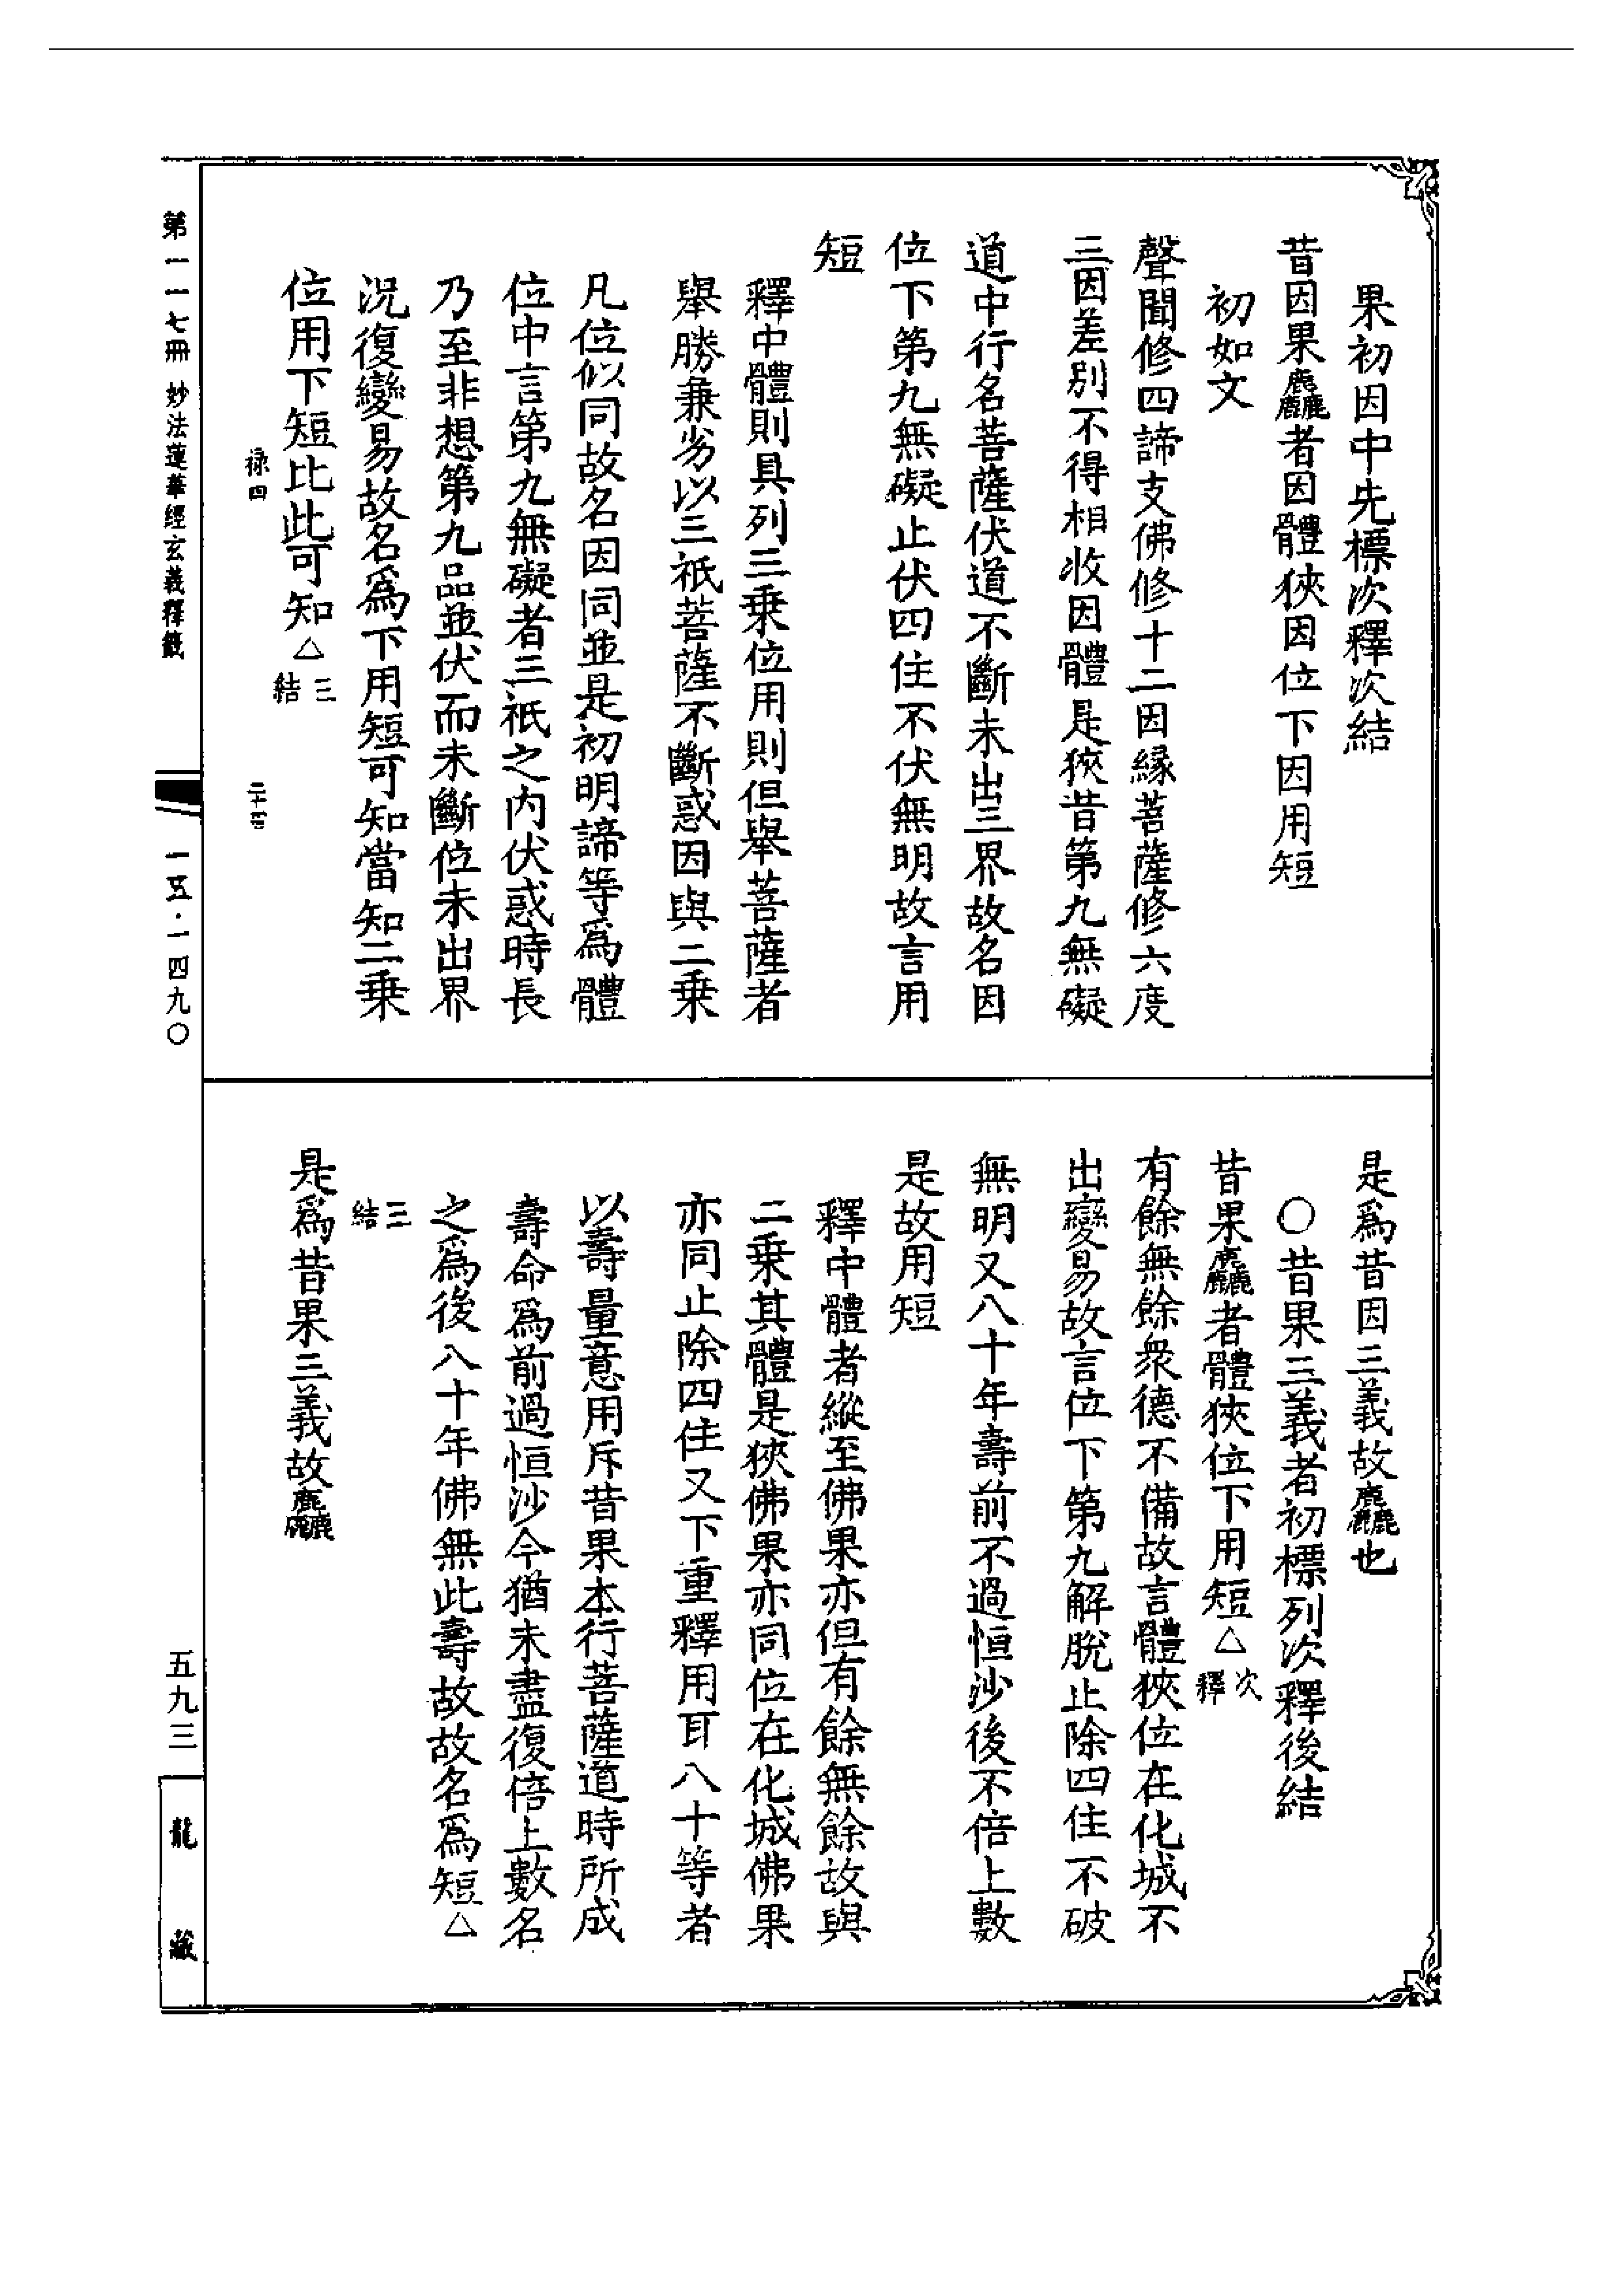 果初因中先標次釋次結
昔因果麤者因體狹因位下因用短
初如文
聲聞修四諦支佛修十二因緣菩薩修六度
三因差別不得相收因體是狹昔第九無礙
道中行名菩薩伏道不斷未出三界故名因
位下第九無礙止伏四住不伏無明故言用
短
釋中體則具列三乗位用則但舉菩薩者
舉勝兼劣以三祇菩薩不斷惑因與二乗
凡位似同故名因同並是初明諦等爲體
位中言第九無礙者三祇之內伏惑時長
乃至非想第九品並伏而未斷位未出界
況復變易故名爲下用短可知當知二乗
位用下短比此可知△三結
祿四
二十四
是爲昔因三義故麤也
○昔果三義者初標列次釋後結
昔果麤者體狹位下用短△次釋
有餘無餘衆德不備故言體狹位在化城不
出變易故言位下第九解脫止除四住不破
無明又八十年壽前不過恒沙後不倍上數
是故用短
釋中體者縱至佛果亦但有餘無餘故與
二乗其體是狹佛果亦同位在化城佛果
亦同止除四住又下重釋用耳八十等者
以壽量意用斥昔果本行菩薩道時所成
壽命爲前過恒沙今猶未盡復倍上數名
之爲後八十年佛無此壽故故名爲短△
三結
是爲昔果三義故麤
第一一七冊 妙法蓮華經玄義釋籤
一五·一四九〇
五九三
龍藏